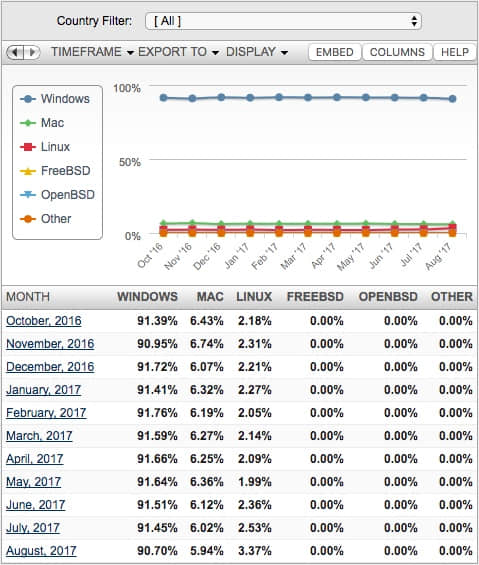 Country Filter: [ All ]
TIMEFRAME EXPORT TO DISPLAY EMBED COLUMNS HELP
Windows
Mac
Linux
FreeBSD
OpenBSD
Other
100%
50%
0%
Oct '16 Nov '16 Dec '16 Jan '17 Feb '17 Mar '17 Apr '17 May '17 Jun '17 Jul '17 Aug '17
MONTH WINDOWS MAC LINUX FREEBSD OPENBSD OTHER
October, 2016 91.39% 6.43% 2.18% 0.00% 0.00% 0.00%
November, 2016 90.95% 6.74% 2.31% 0.00% 0.00% 0.00%
December, 2016 91.72% 6.07% 2.21% 0.00% 0.00% 0.00%
January, 2017 91.41% 6.32% 2.27% 0.00% 0.00% 0.00%
February, 2017 91.76% 6.19% 2.05% 0.00% 0.00% 0.00%
March, 2017 91.59% 6.27% 2.14% 0.00% 0.00% 0.00%
April, 2017 91.66% 6.25% 2.09% 0.00% 0.00% 0.00%
May, 2017 91.64% 6.36% 1.99% 0.00% 0.00% 0.00%
June, 2017 91.51% 6.12% 2.36% 0.00% 0.00% 0.00%
July, 2017 91.45% 6.02% 2.53% 0.00% 0.00% 0.00%
August, 2017 90.70% 5.94% 3.37% 0.00% 0.00% 0.00%